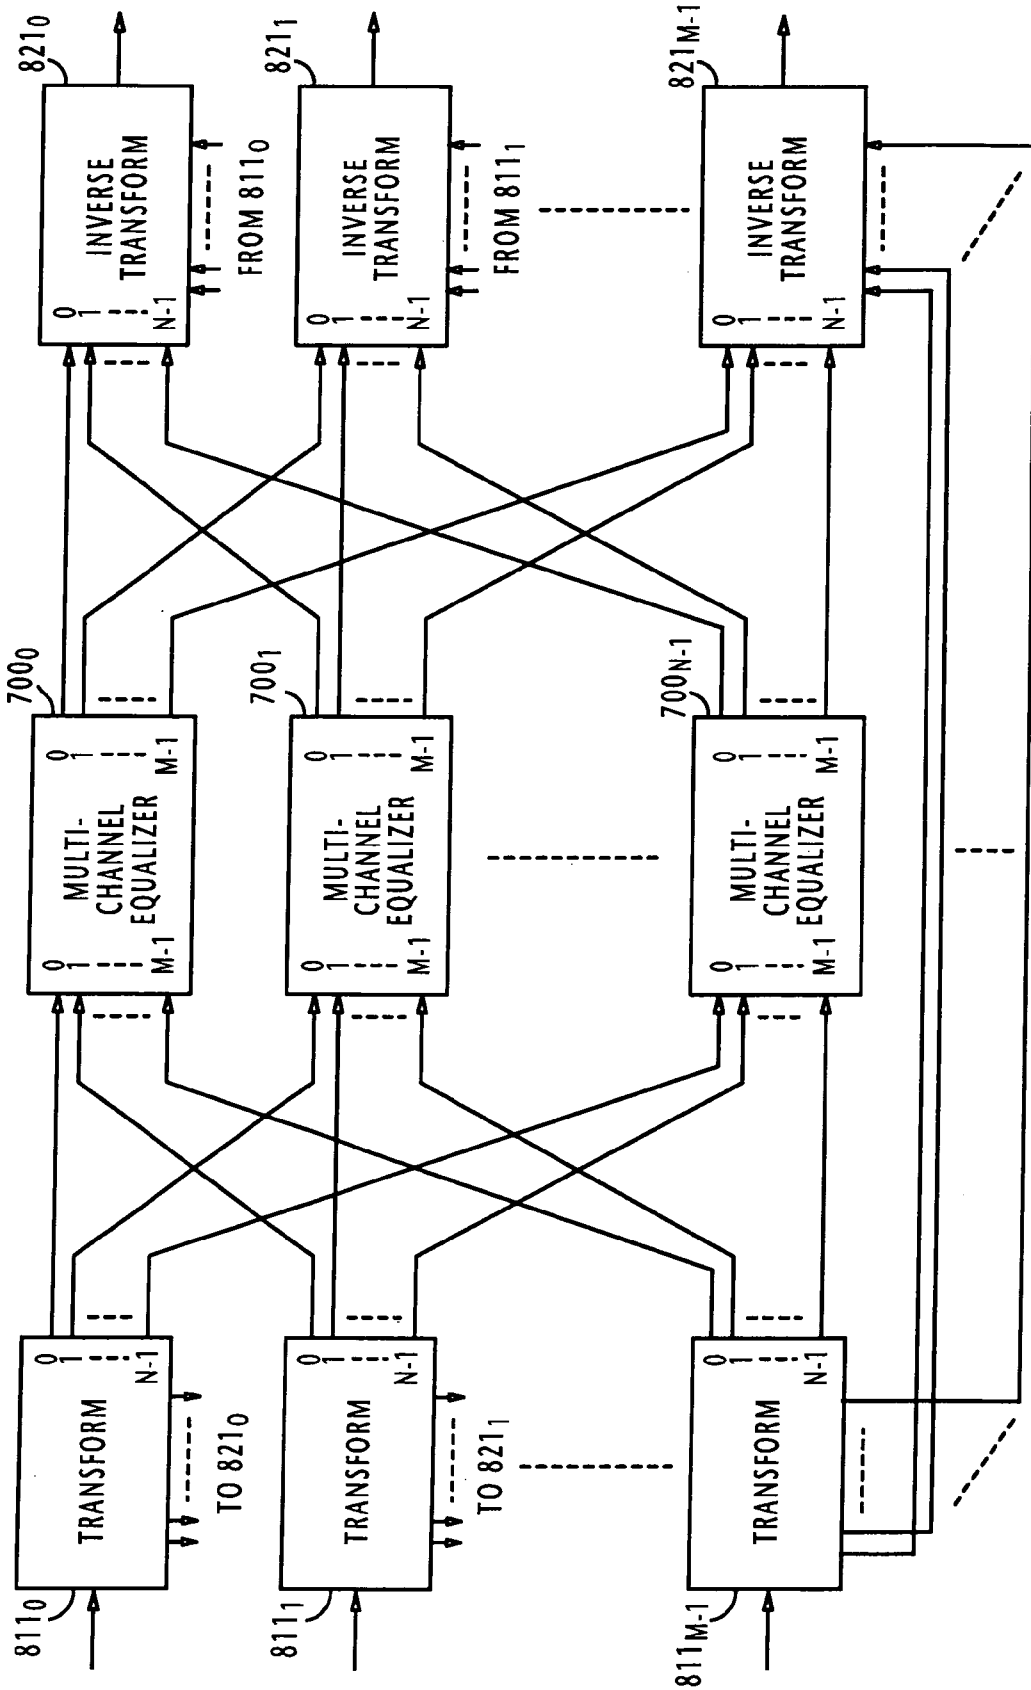 811₀
TRANSFORM
0
1
N-1
TO 821₀
700₀
0
1
M-1
MULTI-
CHANNEL
EQUALIZER
0
1
M-1
821₀
0
1
N-1
INVERSE
TRANSFORM
FROM 811₀
811₁
TRANSFORM
0
1
N-1
TO 821₁
700₁
0
1
M-1
MULTI-
CHANNEL
EQUALIZER
0
1
M-1
821₁
0
1
N-1
INVERSE
TRANSFORM
FROM 811₁
811M-1
TRANSFORM
0
1
N-1
700N-1
0
1
M-1
MULTI-
CHANNEL
EQUALIZER
0
1
M-1
821M-1
0
1
N-1
INVERSE
TRANSFORM